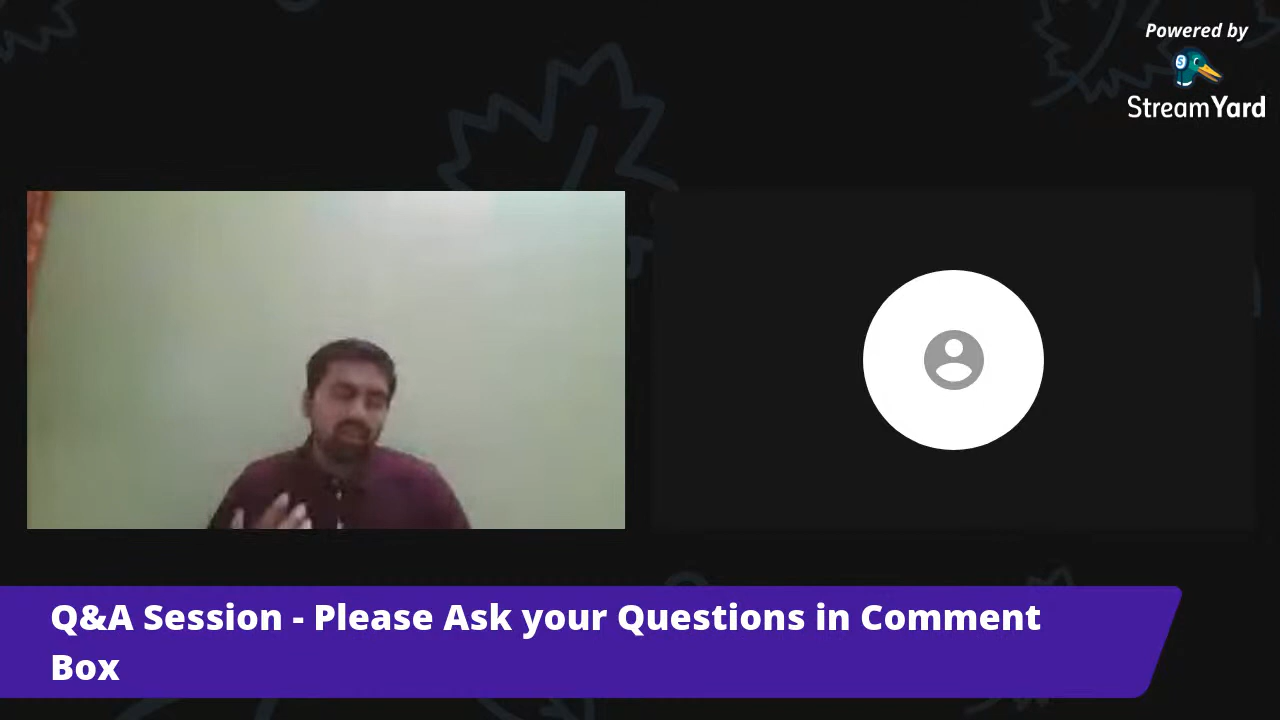 Powered by
S
StreamYard
Q&A Session - Please Ask your Questions in Comment
Box